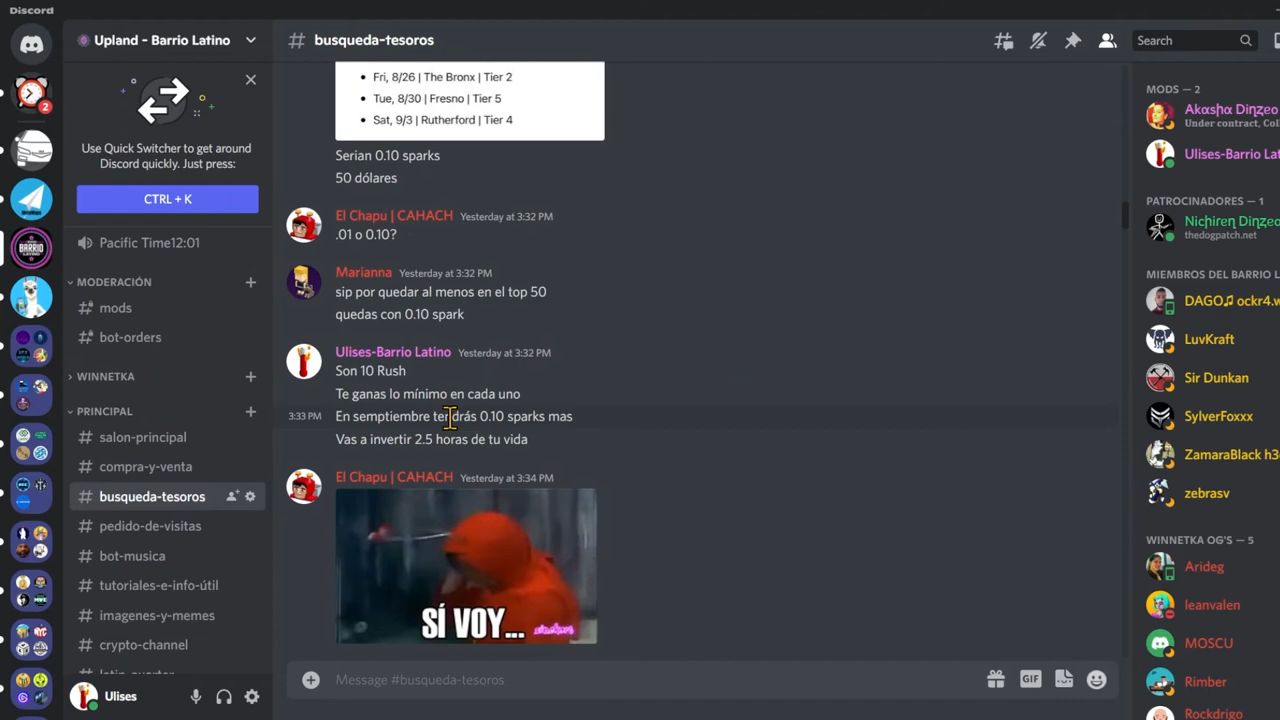 Discord
Upland - Barrio Latino
# busqueda-tesoros
Search
2
Use Quick Switcher to get around
Discord quickly. Just press:
CTRL + K
Pacific Time12:01
MODERACIÓN
mods
bot-orders
WINNETKA
PRINCIPAL
salon-principal
compra-y-venta
busqueda-tesoros
pedido-de-visitas
bot-musica
tutoriales-e-info-útil
imagenes-y-memes
crypto-channel
Ulises
• Fri, 8/26 | The Bronx | Tier 2
• Tue, 8/30 | Fresno | Tier 5
• Sat, 9/3 | Rutherford | Tier 4
Serian 0.10 sparks
50 dólares
El Chapu | CAHACH Yesterday at 3:32 PM
.01 o 0.10?
Marianna Yesterday at 3:32 PM
sip por quedar al menos en el top 50
quedas con 0.10 spark
Ulises-Barrio Latino Yesterday at 3:32 PM
Son 10 Rush
Te ganas lo mínimo en cada uno
3:33 PM En semptiembre tendrás 0.10 sparks mas
Vas a invertir 2.5 horas de tu vida
El Chapu | CAHACH Yesterday at 3:34 PM
SÍ VOY...
Message #busqueda-tesoros
GIF
MODS — 2
Akaşha Dinzeo
Under contract, Col
Ulises-Barrio Lat
PATROCINADORES — 1
Nichiren Dinzeo
thedogpatch.net
MIEMBROS DEL BARRIO L
DAGO♫ ockr4.w
LuvKraft
Sir Dunkan
SylverFoxxx
ZamaraBlack h3
zebrasv
WINNETKA OG'S — 5
Arideg
leanvalen
MOSCU
Rimber
Rockdrigo